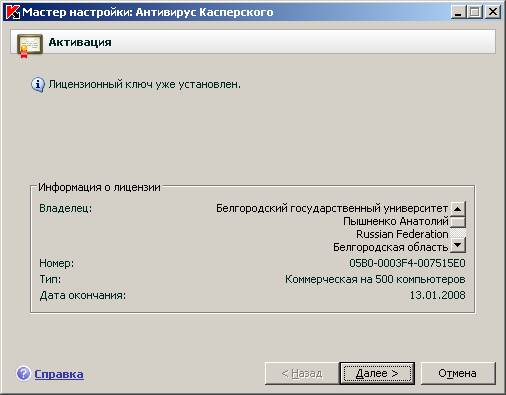 Мастер настройки: Антивирус Касперского
Активация
Лицензионный ключ уже установлен.
Информация о лицензии
Владелец: Белгородский государственный университет
Пышненко Анатолий
Russian Federation
Белгородская область
Номер: 05B0-0003F4-007515E0
Тип: Коммерческая на 500 компьютеров
Дата окончания: 13.01.2008
Справка < Назад Далее > Отмена